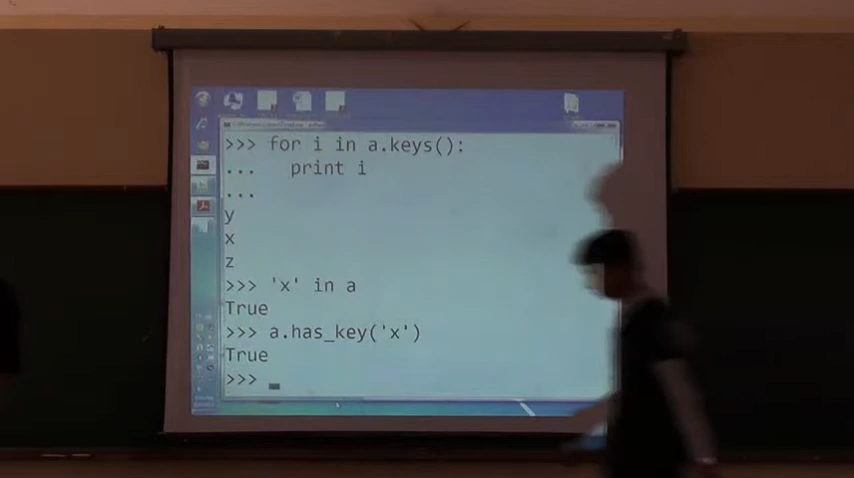 >>> for i in a.keys():
...   print i
...
y
x
z
>>> 'x' in a
True
>>> a.has_key('x')
True
>>>